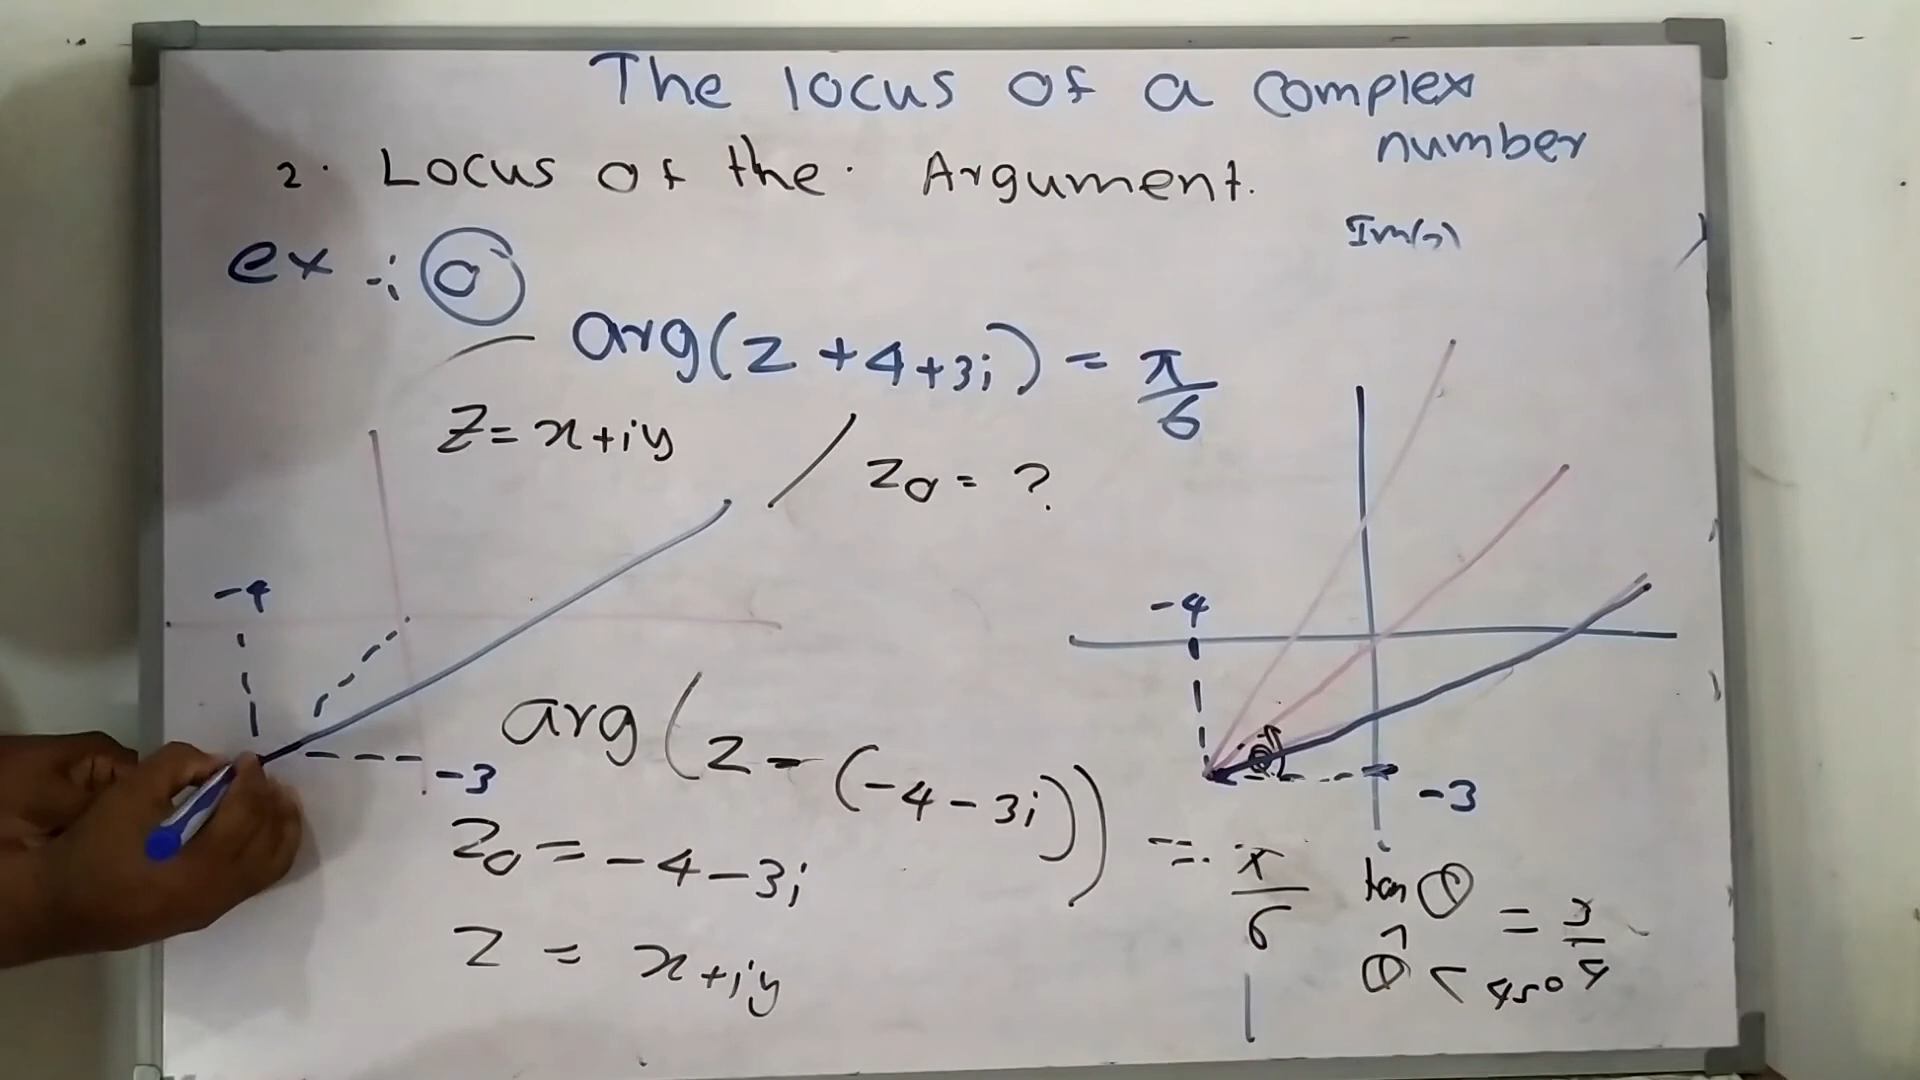 The locus of a complex
number
2. Locus of the Argument.
Im(z)
ex :- a
arg(z + 4 + 3i) = π/6
z = x + iy / z₀ = ?
-4
-3
-4
-3
arg(z - (-4 - 3i)) = π/6
z₀ = -4 - 3i
z = x + iy
tan θ = 3/4
θ < 45°